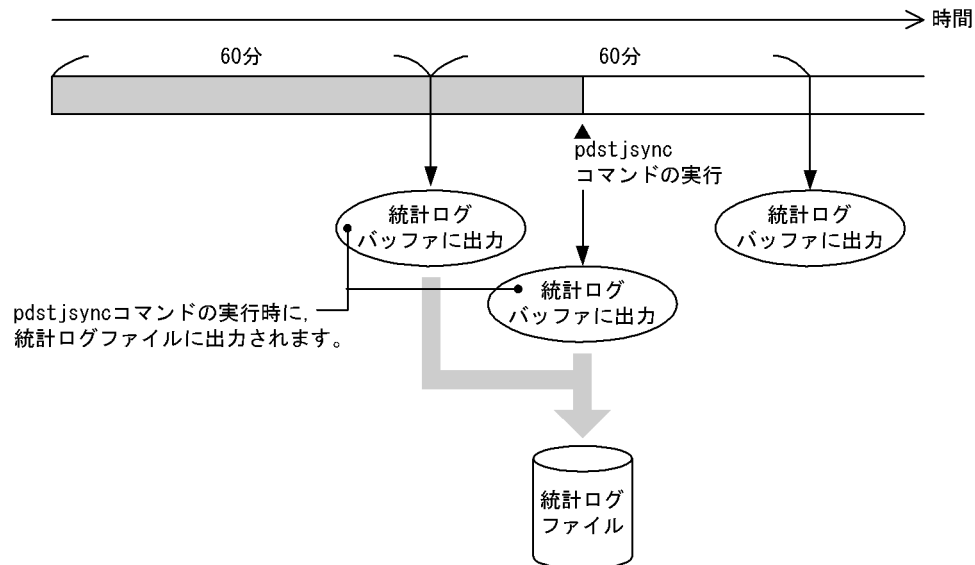 時間
60分
60分
pdstjsync
コマンドの実行
統計ログ
バッファに出力
統計ログ
バッファに出力
統計ログ
バッファに出力
pdstjsyncコマンドの実行時に,
統計ログファイルに出力されます。
統計ログ
ファイル